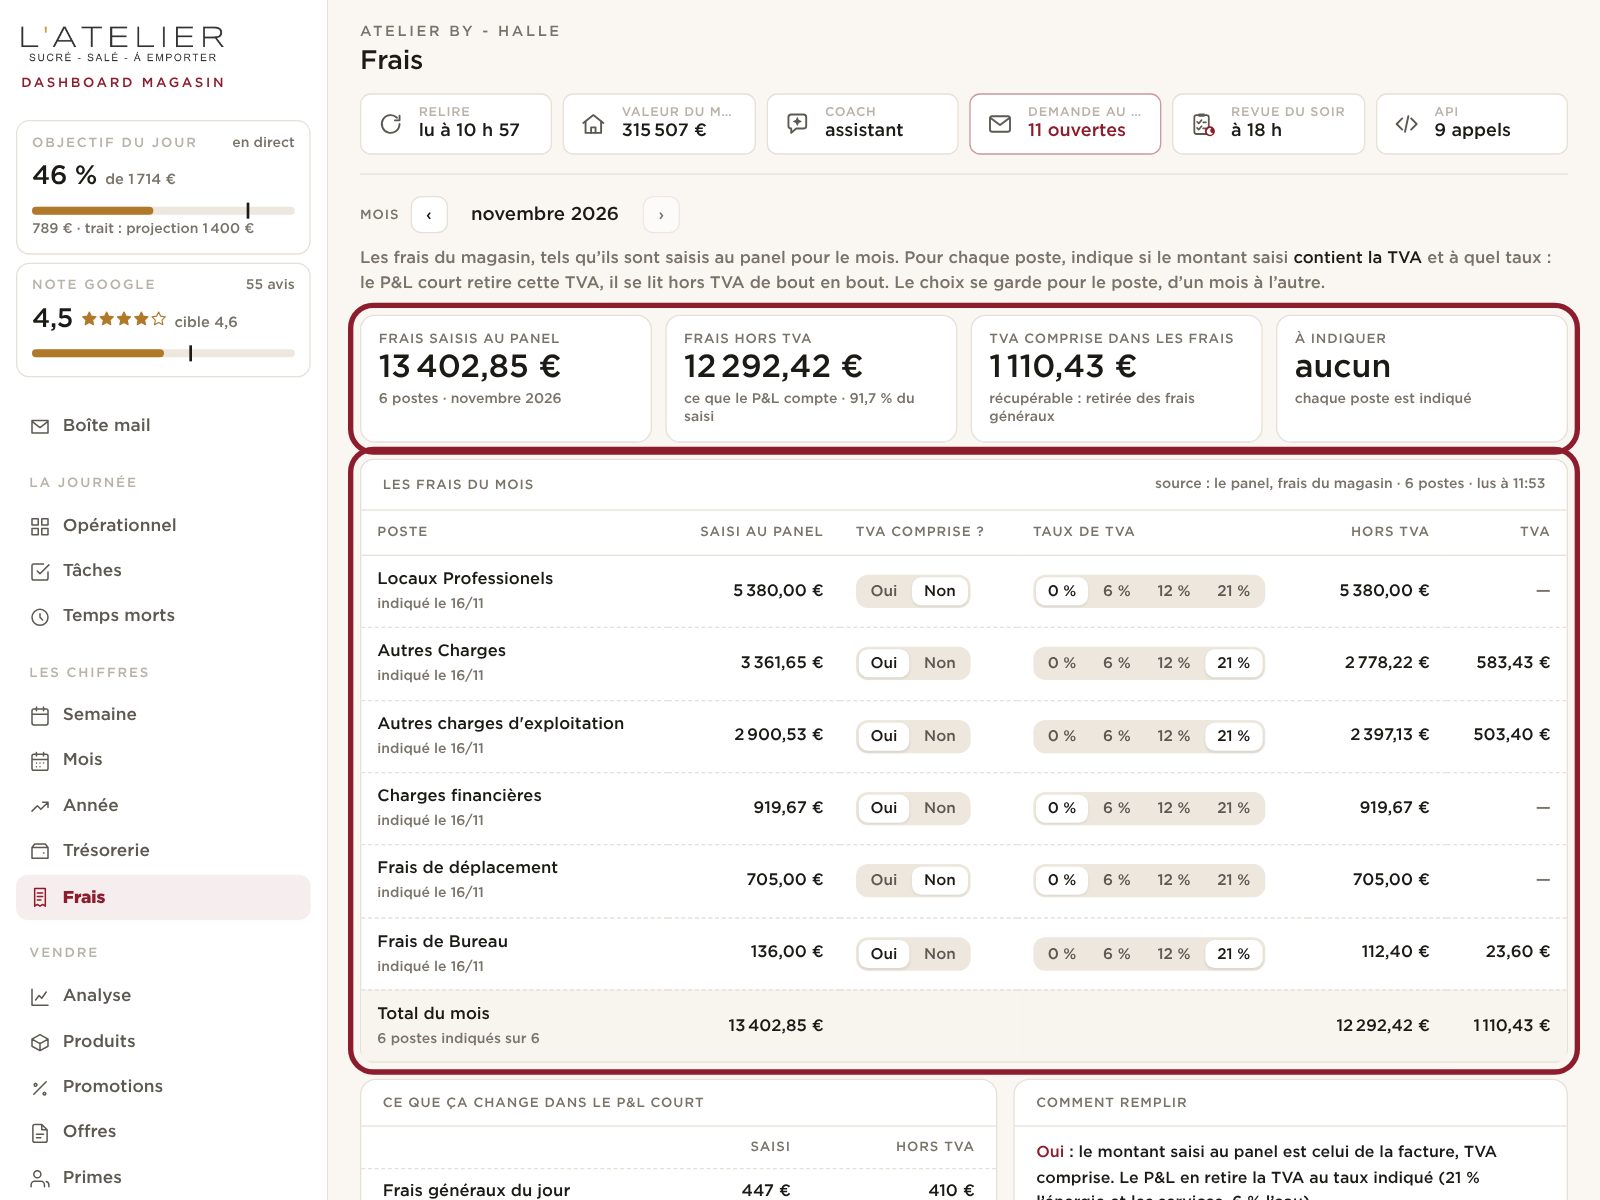 L'ATELIER
SUCRÉ - SALÉ - À EMPORTER
DASHBOARD MAGASIN
OBJECTIF DU JOUR en direct
46 % de 1 714 €
789 € · trait : projection 1 400 €
NOTE GOOGLE 55 avis
4,5 cible 4,6
Boîte mail
LA JOURNÉE
Opérationnel
Tâches
Temps morts
LES CHIFFRES
Semaine
Mois
Année
Trésorerie
Frais
VENDRE
Analyse
Produits
Promotions
Offres
Primes
ATELIER BY - HALLE
Frais
RELIRE
lu à 10 h 57
VALEUR DU M...
315 507 €
COACH
assistant
DEMANDE AU ...
11 ouvertes
REVUE DU SOIR
à 18 h
API
9 appels
MOIS ‹ novembre 2026 ›
Les frais du magasin, tels qu’ils sont saisis au panel pour le mois. Pour chaque poste, indique si le montant saisi contient la TVA et à quel taux :
le P&L court retire cette TVA, il se lit hors TVA de bout en bout. Le choix se garde pour le poste, d’un mois à l’autre.
FRAIS SAISIS AU PANEL
13 402,85 €
6 postes · novembre 2026
FRAIS HORS TVA
12 292,42 €
ce que le P&L compte · 91,7 % du
saisi
TVA COMPRISE DANS LES FRAIS
1 110,43 €
récupérable : retirée des frais
généraux
À INDIQUER
aucun
chaque poste est indiqué
LES FRAIS DU MOIS source : le panel, frais du magasin · 6 postes · lus à 11:53
POSTE SAISI AU PANEL TVA COMPRISE ? TAUX DE TVA HORS TVA TVA
Locaux Professionels
indiqué le 16/11
5 380,00 € Oui Non 0 % 6 % 12 % 21 % 5 380,00 € —
Autres Charges
indiqué le 16/11
3 361,65 € Oui Non 0 % 6 % 12 % 21 % 2 778,22 € 583,43 €
Autres charges d'exploitation
indiqué le 16/11
2 900,53 € Oui Non 0 % 6 % 12 % 21 % 2 397,13 € 503,40 €
Charges financières
indiqué le 16/11
919,67 € Oui Non 0 % 6 % 12 % 21 % 919,67 € —
Frais de déplacement
indiqué le 16/11
705,00 € Oui Non 0 % 6 % 12 % 21 % 705,00 € —
Frais de Bureau
indiqué le 16/11
136,00 € Oui Non 0 % 6 % 12 % 21 % 112,40 € 23,60 €
Total du mois
6 postes indiqués sur 6
13 402,85 € 12 292,42 € 1 110,43 €
CE QUE ÇA CHANGE DANS LE P&L COURT
SAISI HORS TVA
Frais généraux du jour 447 € 410 €
COMMENT REMPLIR
Oui : le montant saisi au panel est celui de la facture, TVA
comprise. Le P&L en retire la TVA au taux indiqué (21 %